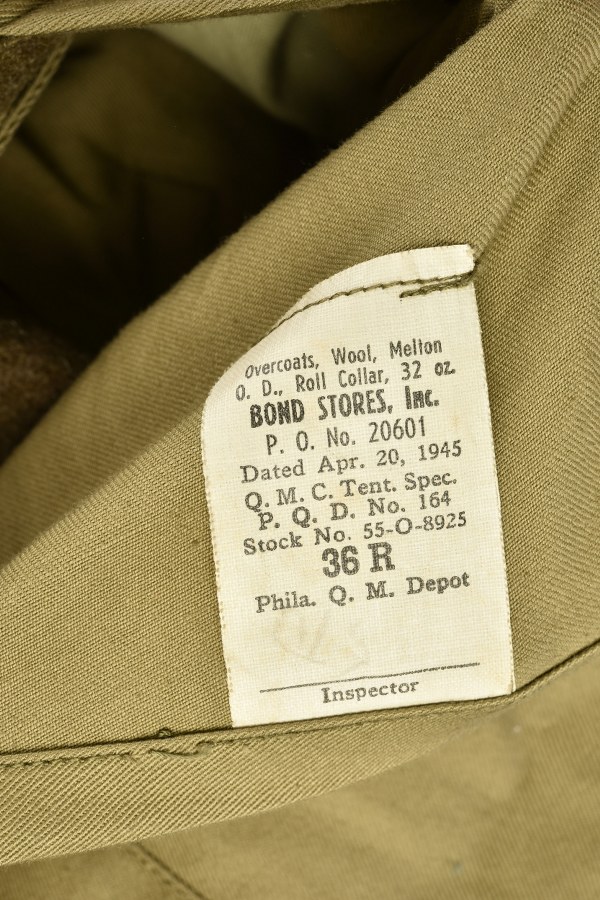 Overcoats, Wool, Melton
O. D., Roll Collar, 32 oz.
BOND STORES, Inc.
P. O. No. 20601
Dated Apr. 20, 1945
Q. M. C. Tent. Spec.
P. Q. D. No. 164
Stock No. 55-O-8925
36 R
Phila. Q. M. Depot
Inspector